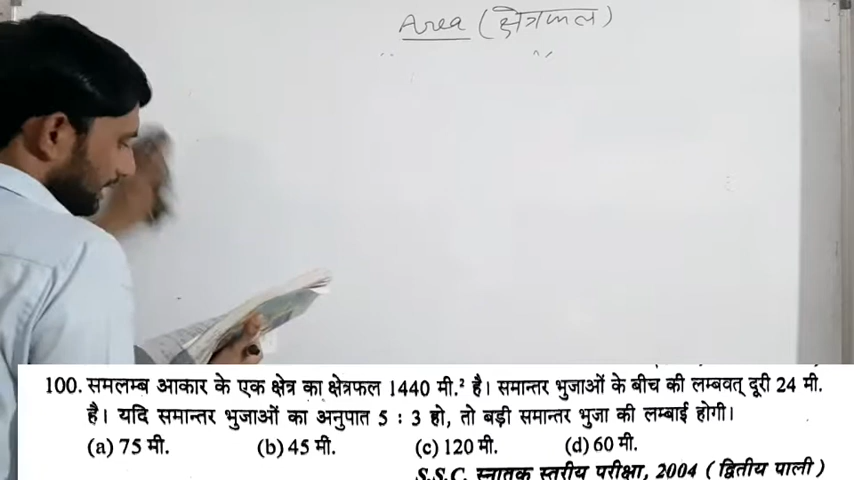 Area (क्षेत्रफल)
100. समलम्ब आकार के एक क्षेत्र का क्षेत्रफल 1440 मी.² है। समान्तर भुजाओं के बीच की लम्बवत् दूरी 24 मी.
है। यदि समान्तर भुजाओं का अनुपात 5 : 3 हो, तो बड़ी समान्तर भुजा की लम्बाई होगी।
(a) 75 मी. (b) 45 मी. (c) 120 मी. (d) 60 मी.
S.S.C. स्नातक स्तरीय परीक्षा, 2004 (द्वितीय पाली)